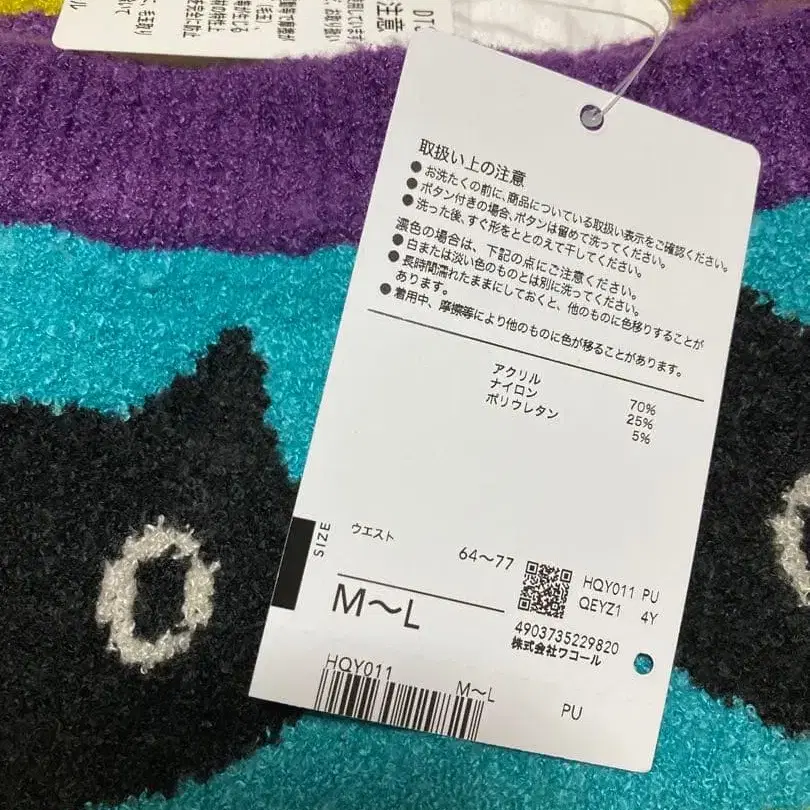 DT
注意
取扱い上の注意
●お洗たくの前に、商品についている取扱い表示をご確認ください。
●ボタン付きの場合、ボタンは留めて洗ってください。
●洗った後、すぐ形をととのえて干してください。
濃色の場合は、下記の点にご注意ください。
●白または淡い色のものとは別に洗ってください。
●長時間濡れたままにしておくと、他のものに色移りすることが
あります。
●着用中、摩擦等により他のものに色が移ることがあります。
アクリル 70%
ナイロン 25%
ポリウレタン 5%
SIZE
ウエスト 64〜77
M〜L
HQY011 PU
QEYZ1 4Y
4903735229820
株式会社ワコール
HQY011 M〜L PU